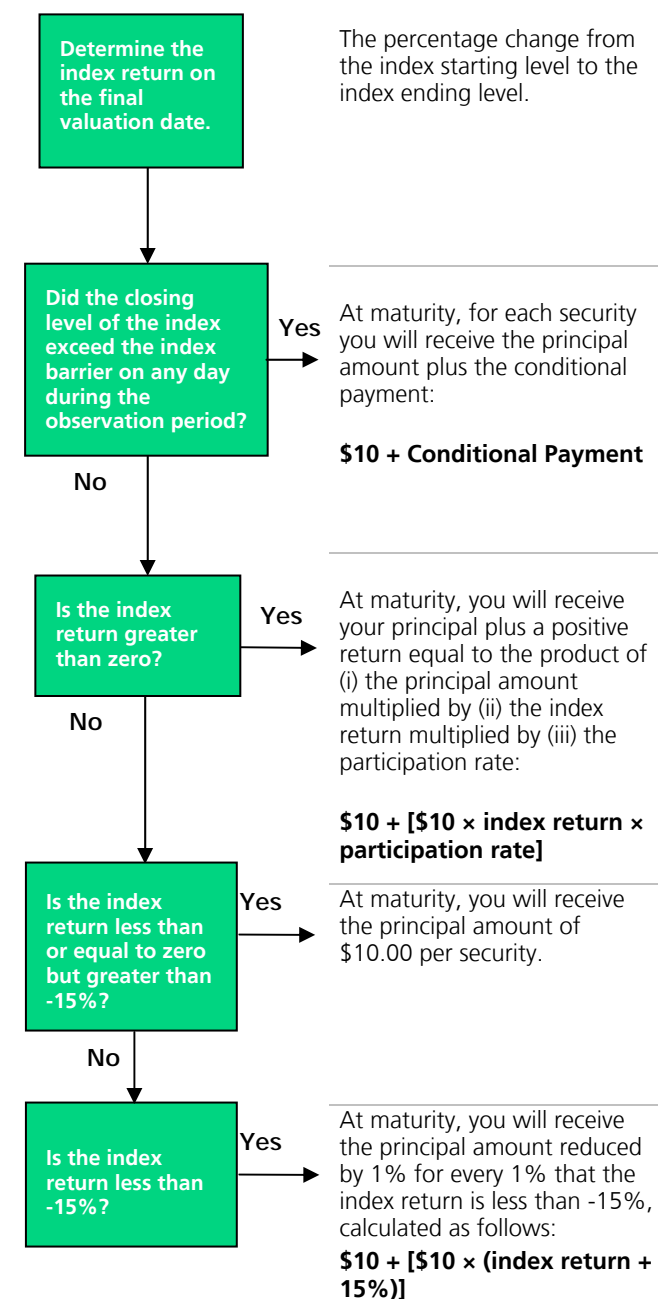 Determine the
index return on
the final
valuation date.
The percentage change from
the index starting level to the
index ending level.
Did the closing
level of the index
exceed the index
barrier on any day
during the
observation period?
Yes
At maturity, for each security
you will receive the principal
amount plus the conditional
payment:
$10 + Conditional Payment
No
Is the index
return greater
than zero?
Yes
At maturity, you will receive
your principal plus a positive
return equal to the product of
(i) the principal amount
multiplied by (ii) the index
return multiplied by (iii) the
participation rate:
$10 + [$10 × index return ×
participation rate]
No
Is the index
return less than
or equal to zero
but greater than
-15%?
Yes
At maturity, you will receive
the principal amount of
$10.00 per security.
No
Is the index
return less than
-15%?
Yes
At maturity, you will receive
the principal amount reduced
by 1% for every 1% that the
index return is less than -15%,
calculated as follows:
$10 + [$10 × (index return +
15%)]